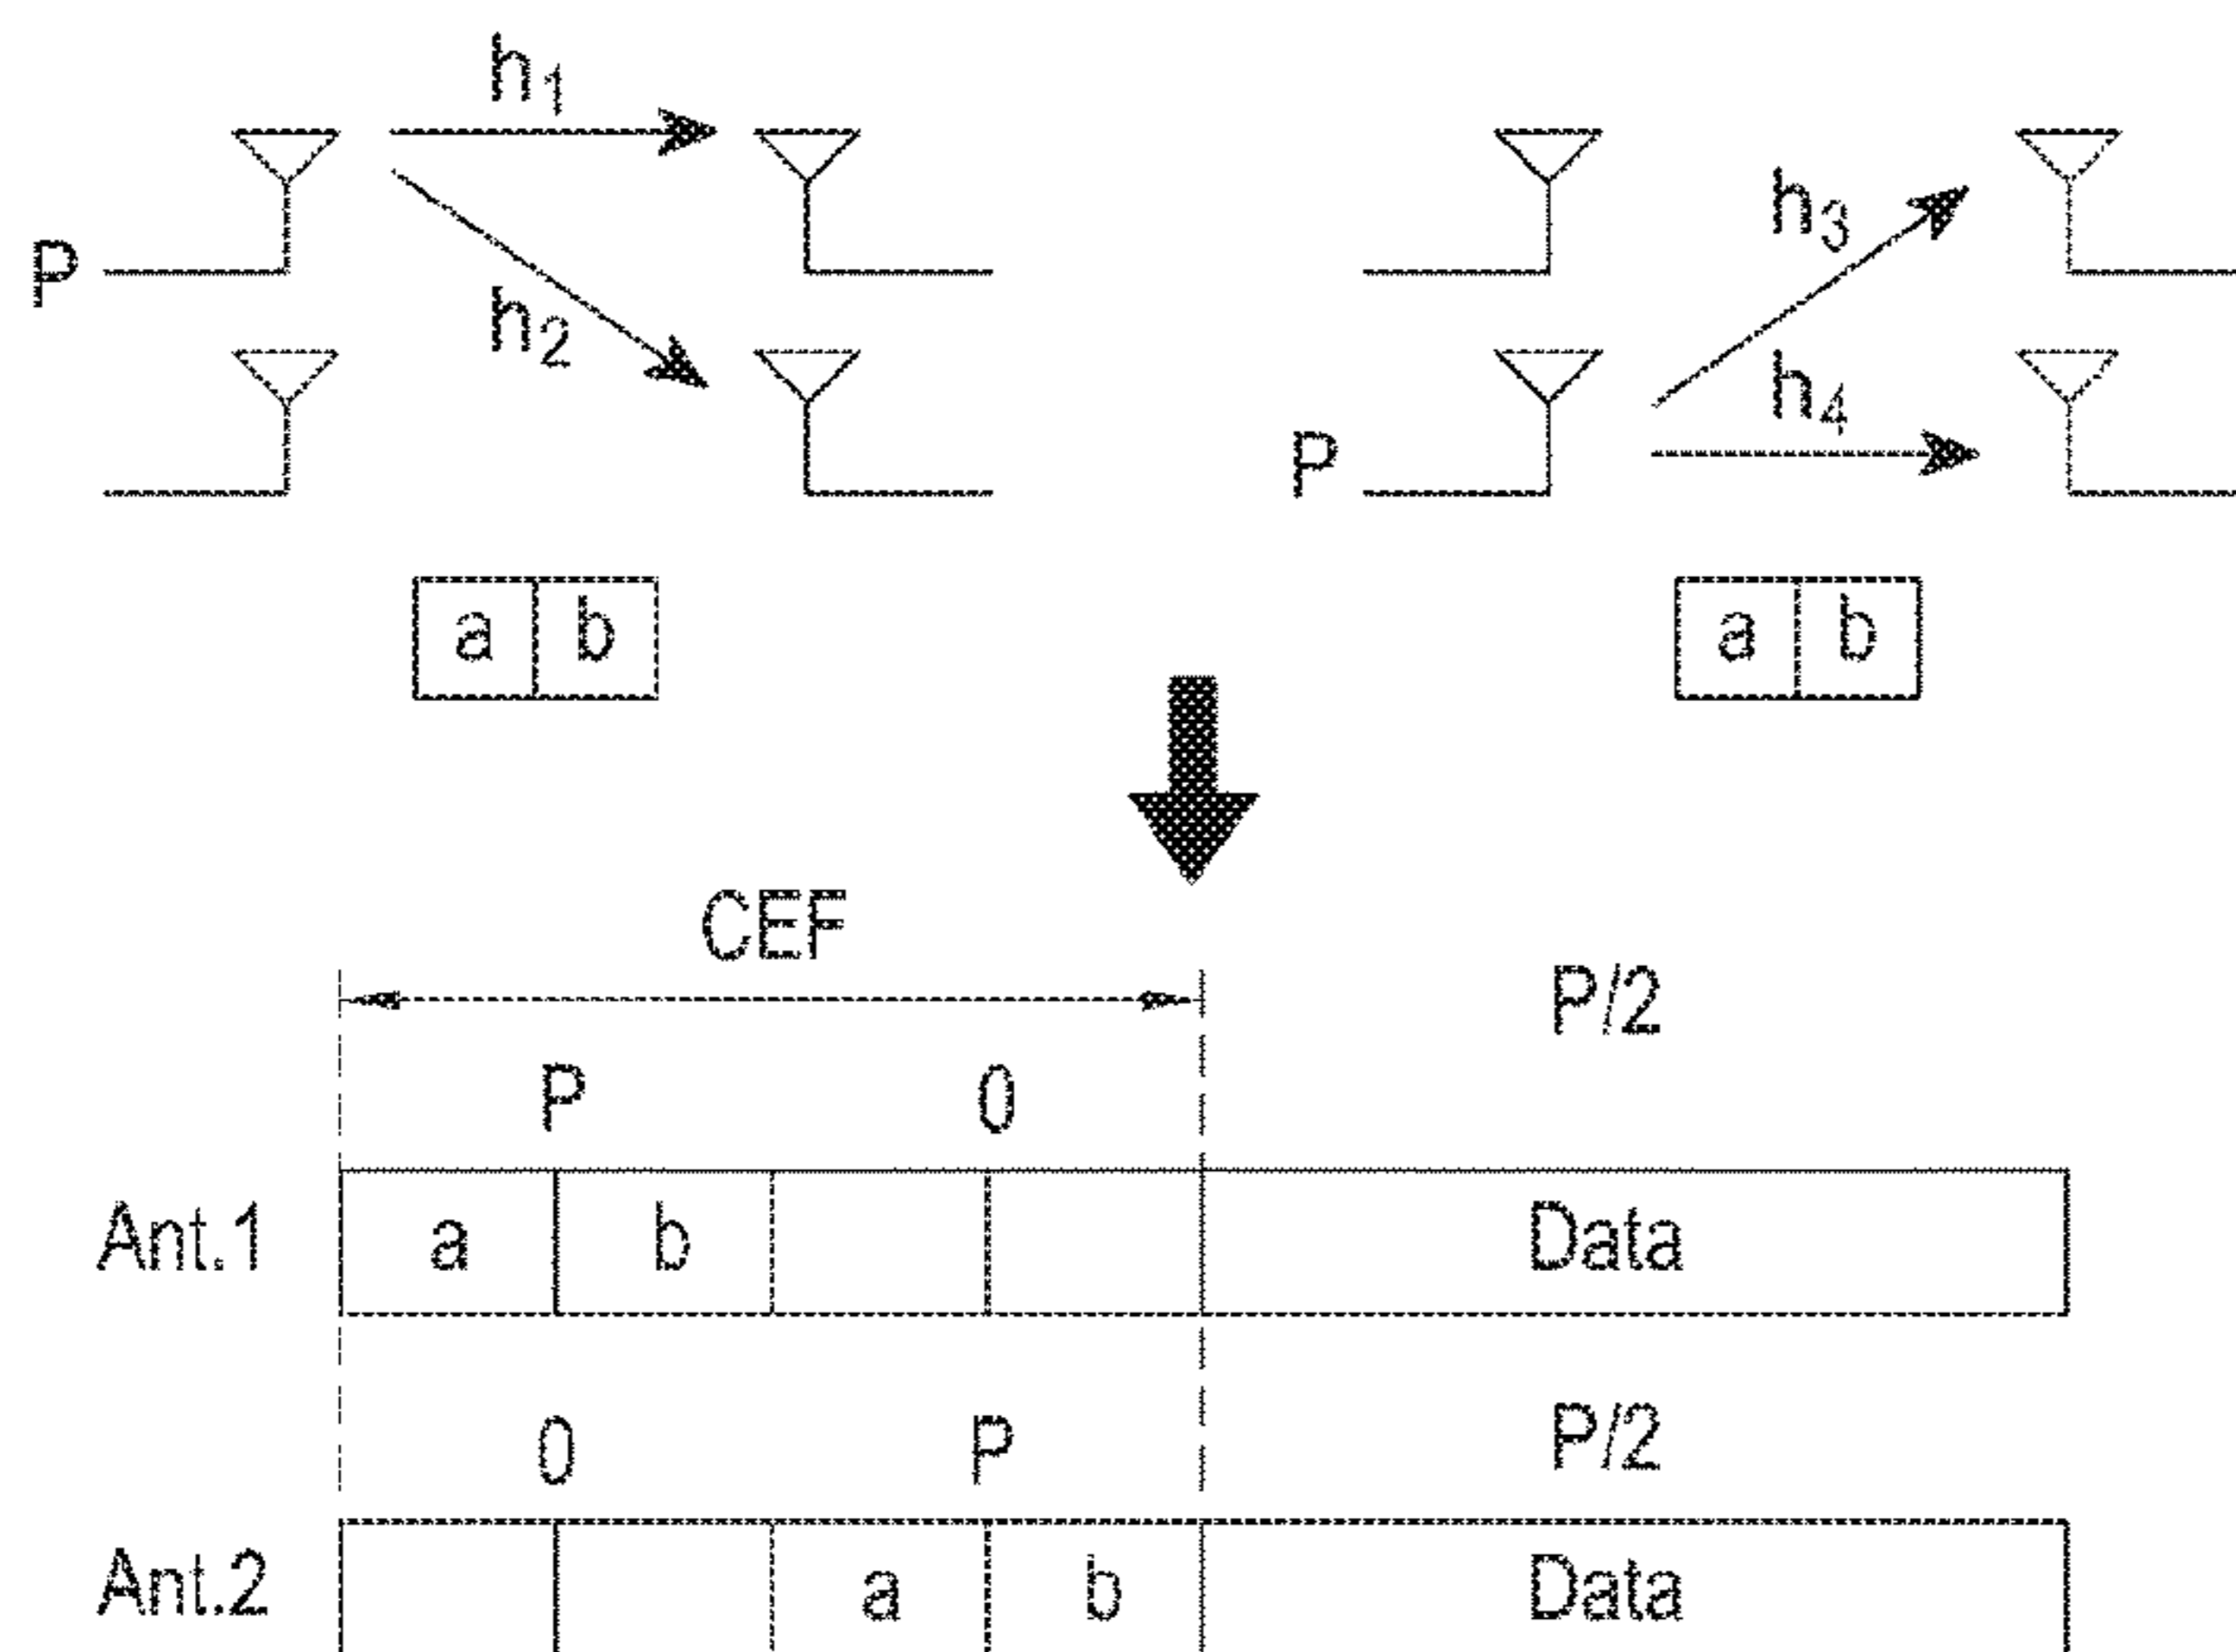 h1
h2
P
h3
h4
P
a b
a b
CEF
P/2
P 0
Ant.1 a b Data
0 P P/2
Ant.2 a b Data